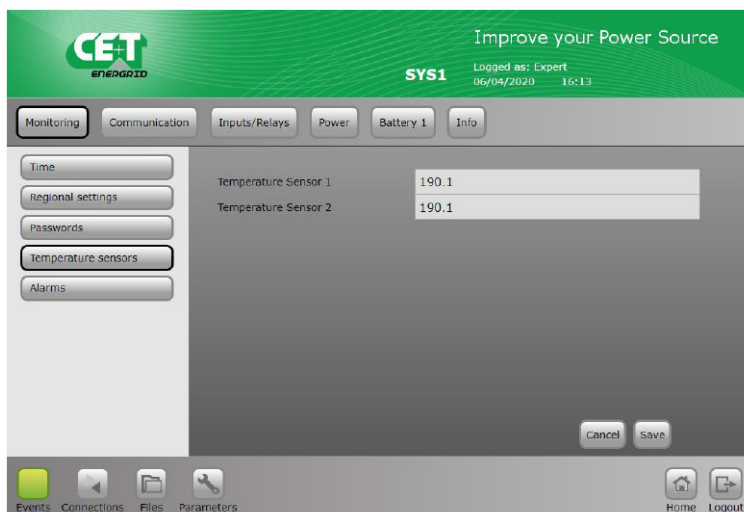 CE+T
ENERGRID
Improve your Power Source
SYS1
Logged as: Expert
06/04/2020 16:13
Monitoring
Communication
Inputs/Relays
Power
Battery 1
Info
Time
Regional settings
Passwords
Temperature sensors
Alarms
Temperature Sensor 1 190.1
Temperature Sensor 2 190.1
Cancel
Save
Events
Connections
Files
Parameters
Home
Logout